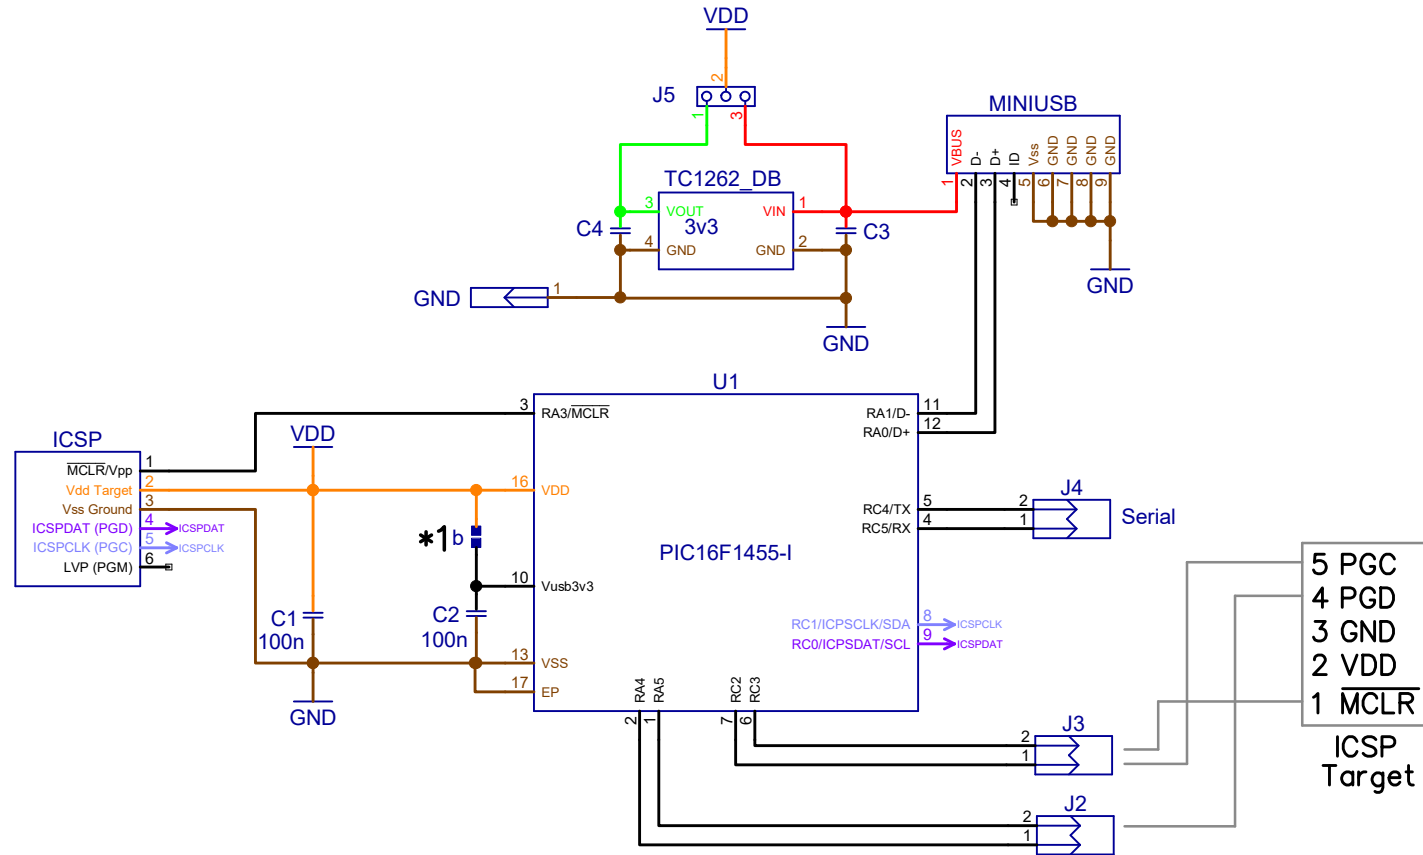 VDD
2
J5
1
3
MINIUSB
VBUS
D-
D+
ID
Vss
GND
GND
GND
GND
1
2
3
4
5
6
7
8
9
TC1262_DB
3
VOUT
VIN
1
3v3
C4
C3
4
GND
GND
2
GND
1
GND
GND
U1
3
RA3/MCLR
RA1/D-
11
RA0/D+
12
ICSP
VDD
MCLR/Vpp
1
Vdd Target
2
Vss Ground
3
ICSPDAT (PGD)
4
ICSPDAT
ICSPCLK (PGC)
5
ICSPCLK
LVP (PGM)
6
16
VDD
*1b
10
Vusb3v3
C1
100n
C2
100n
13
VSS
17
EP
GND
PIC16F1455-I
RC4/TX
5
RC5/RX
4
2
1
J4
Serial
RC1/ICPSCLK/SDA
8
ICSPCLK
RC0/ICPSDAT/SCL
9
ICSPDAT
RA4
RA5
RC2
RC3
2
1
7
6
J3
2
1
J2
2
1
5 PGC
4 PGD
3 GND
2 VDD
1 MCLR
ICSP
Target